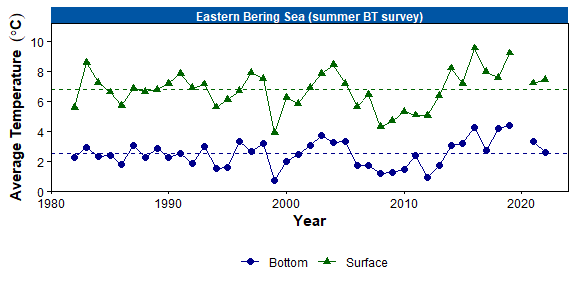 Eastern Bering Sea (summer BT survey)
Average Temperature (°C)
10
8
6
4
2
0
1980
1990
2000
2010
2020
Year
Bottom
Surface